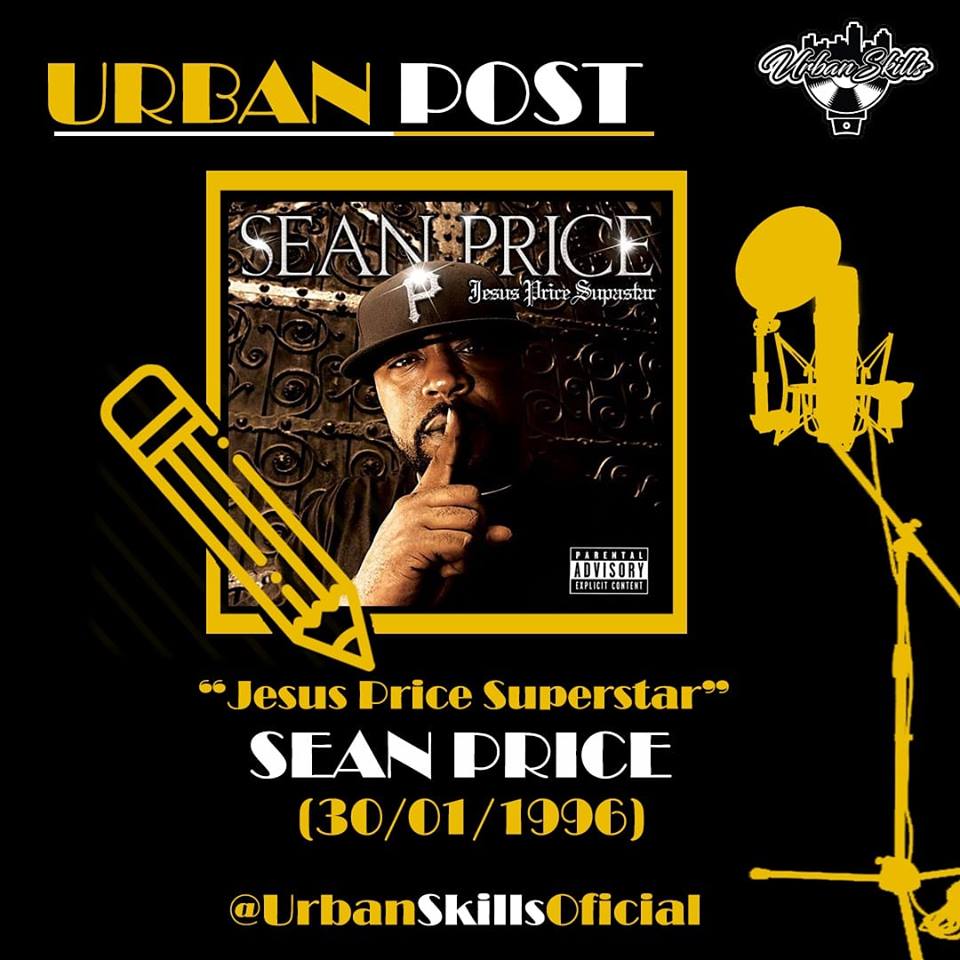 URBAN POST
Urban Skills
SEAN PRICE
Jesus Price Supastar
P
PARENTAL
ADVISORY
EXPLICIT CONTENT
“Jesus Price Superstar”
SEAN PRICE
(30/01/1996)
@UrbanSkillsOficial